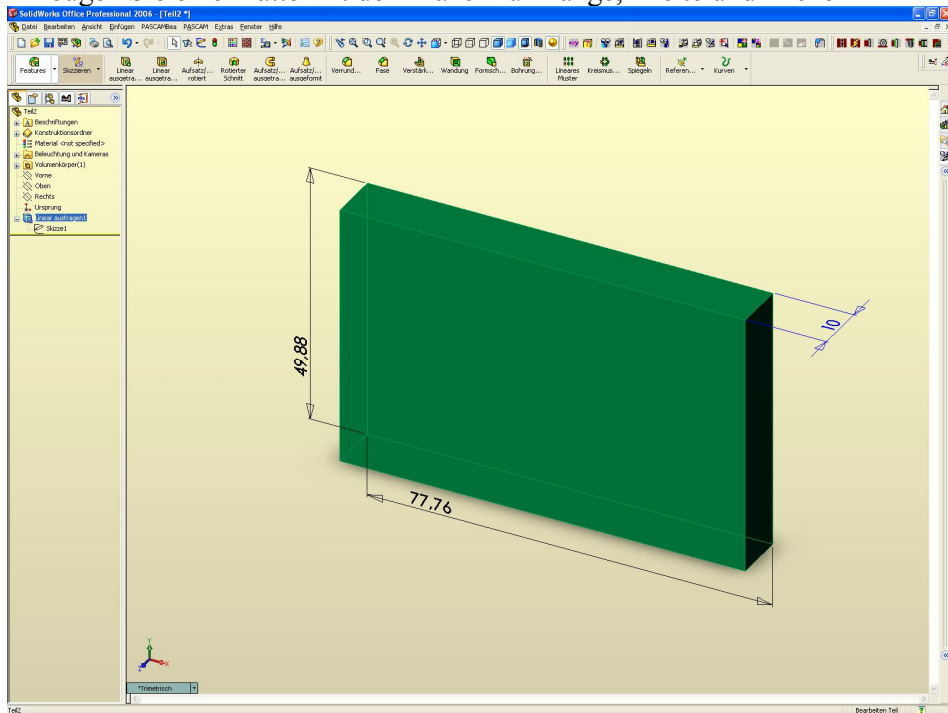 SolidWorks Office Professional 2006 - [Teil2 *]
Datei Bearbeiten Ansicht Einfügen PASCAMBea PASCAM Extras Fenster Hilfe
Features Skizzieren Linear ausgetra... Linear ausgetra... Aufsatz/... rotiert Rotierter Schnitt Aufsatz/... ausgetra... Aufsatz/... ausgeformt Verrund... Fase Verstärk... Wandung Formsch... Bohrung... Lineares Muster Kreismus... Spiegeln Referen... Kurven
Teil2
Beschriftungen
Konstruktionsordner
Material <not specified>
Beleuchtung und Kameras
Volumenkörper(1)
Vorne
Oben
Rechts
Ursprung
Linear austragen1
Skizze1
49,88
10
77,76
Y
X
Z
*Trimetrisch
Teil2
Bearbeiten Teil